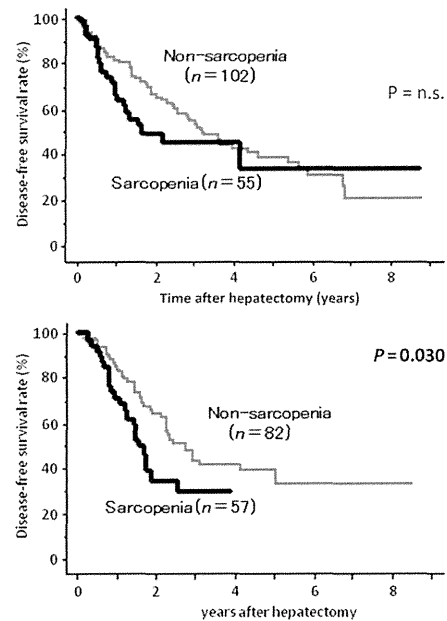 Disease-free survival rate (%)
100
80
60
40
20
0
Non-sarcopenia
(n=102)
P = n.s.
Sarcopenia(n=55)
0 2 4 6 8
Time after hepatectomy (years)
Disease-free survival rate (%)
100
80
60
40
20
0
P = 0.030
Non-sarcopenia
(n=82)
Sarcopenia(n=57)
0 2 4 6 8
years after hepatectomy